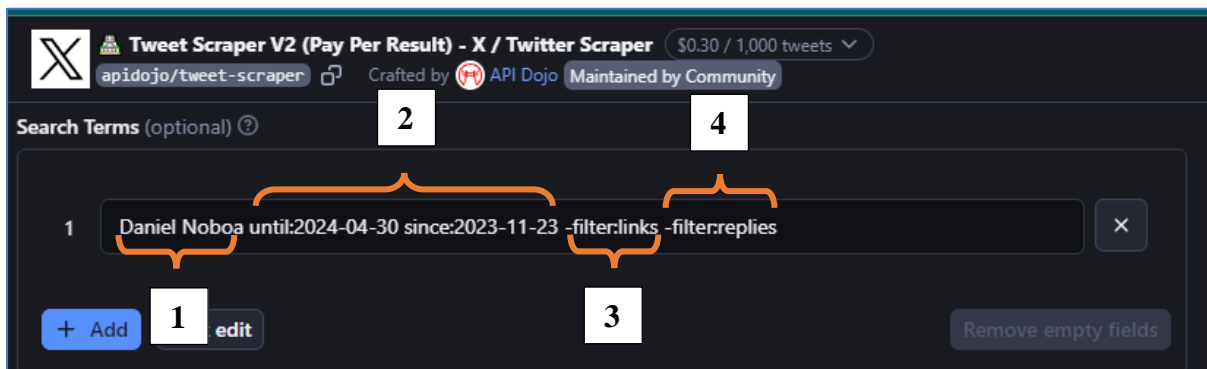 Tweet Scraper V2 (Pay Per Result) - X / Twitter Scraper $0.30 / 1,000 tweets
apidojo/tweet-scraper Crafted by API Dojo Maintained by Community
Search Terms (optional) ?
2 4
1 Daniel Noboa until:2024-04-30 since:2023-11-23 -filter:links -filter:replies ×
1 3
+ Add edit Remove empty fields